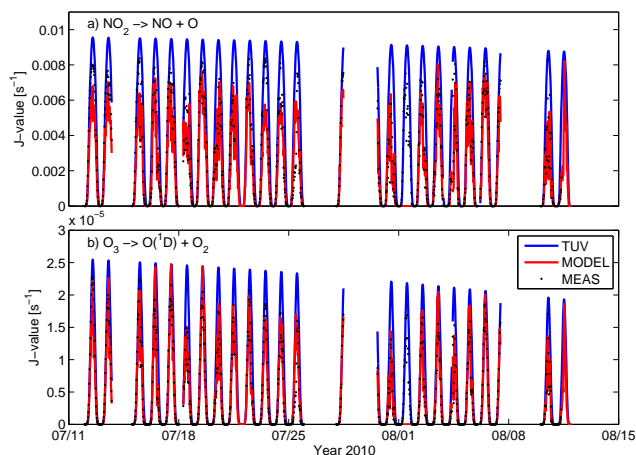 a) NO2 -> NO + O
0.01
0.008
0.006
0.004
0.002
0
J-value [s-1]
x 10-5
b) O3 -> O(1D) + O2
3
2.5
2
1.5
1
0.5
0
J-value [s-1]
TUV
MODEL
MEAS
07/11 07/18 07/25 08/01 08/08 08/15
Year 2010